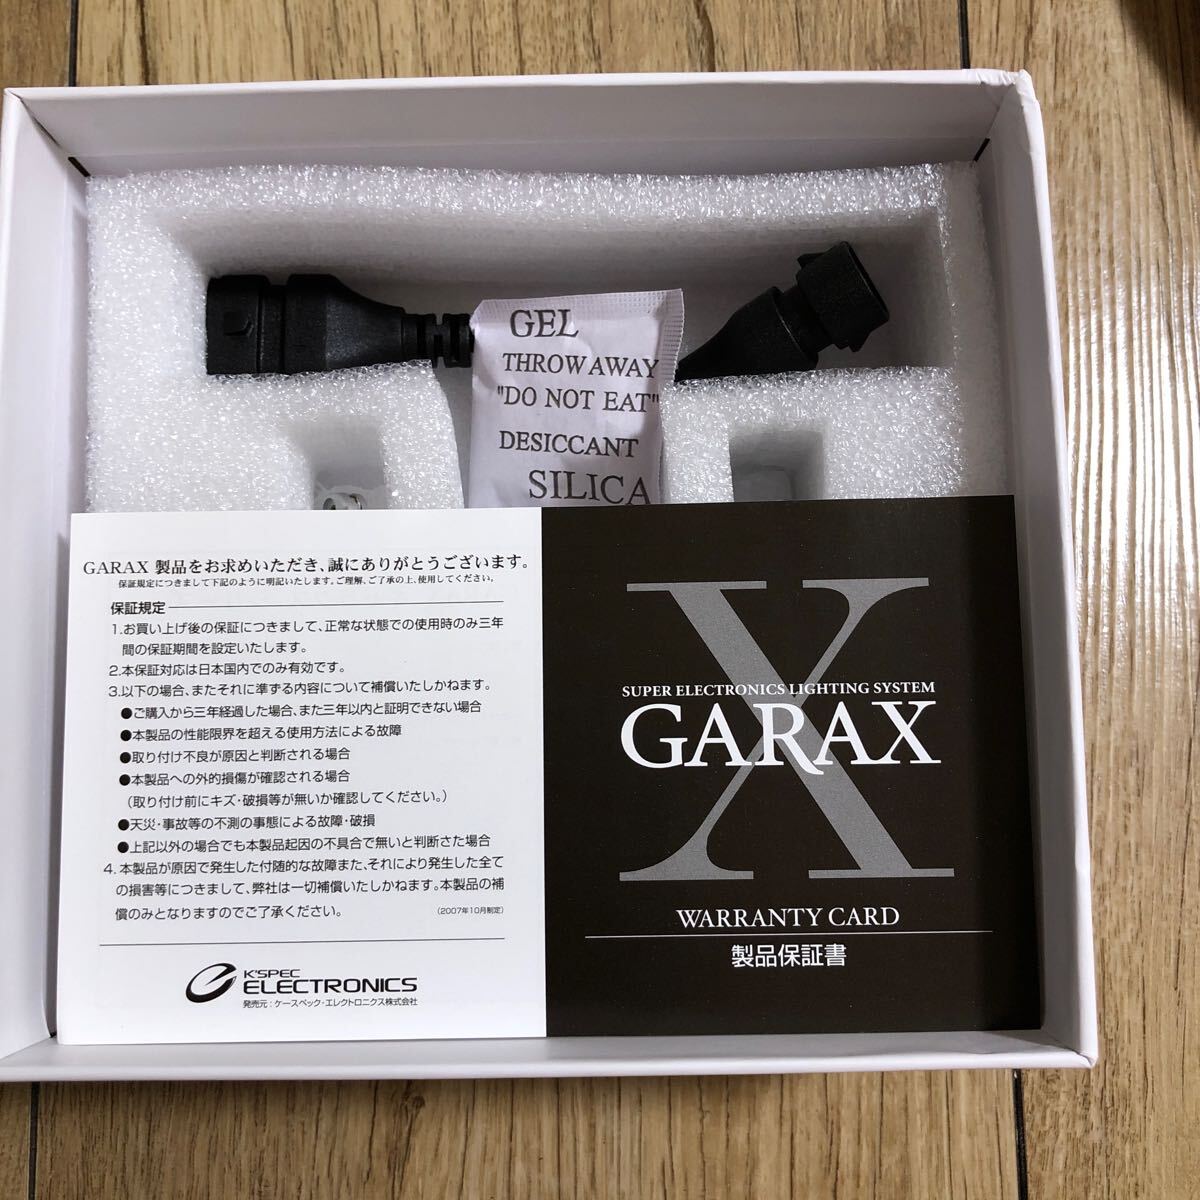 GEL
THROW AWAY
"DO NOT EAT"
DESICCANT
SILICA
GARAX 製品をお求めいただき、誠にありがとうございます。
保証規定につきまして下記のように明記いたします。ご理解、ご了承の上、使用してください。
保証規定
1.お買い上げ後の保証につきまして、正常な状態での使用時のみ三年
間の保証期間を設定いたします。
2.本保証対応は日本国内でのみ有効です。
3.以下の場合、またそれに準ずる内容について補償いたしかねます。
●ご購入から三年経過した場合、また三年以内と証明できない場合
●本製品の性能限界を超える使用方法による故障
●取り付け不良が原因と判断される場合
●本製品への外的損傷が確認される場合
(取り付け前にキズ・破損等が無いか確認してください。)
●天災・事故等の不測の事態による故障・破損
●上記以外の場合でも本製品起因の不具合で無いと判断された場合
4. 本製品が原因で発生した付随的な故障また、それにより発生した全て
の損害等につきまして、弊社は一切補償いたしかねます。本製品の補
償のみとなりますのでご了承ください。
(2007年10月制定)
K'SPEC
ELECTRONICS
発売元:ケースペック・エレクトロニクス株式会社
X
SUPER ELECTRONICS LIGHTING SYSTEM
GARAX
WARRANTY CARD
製品保証書